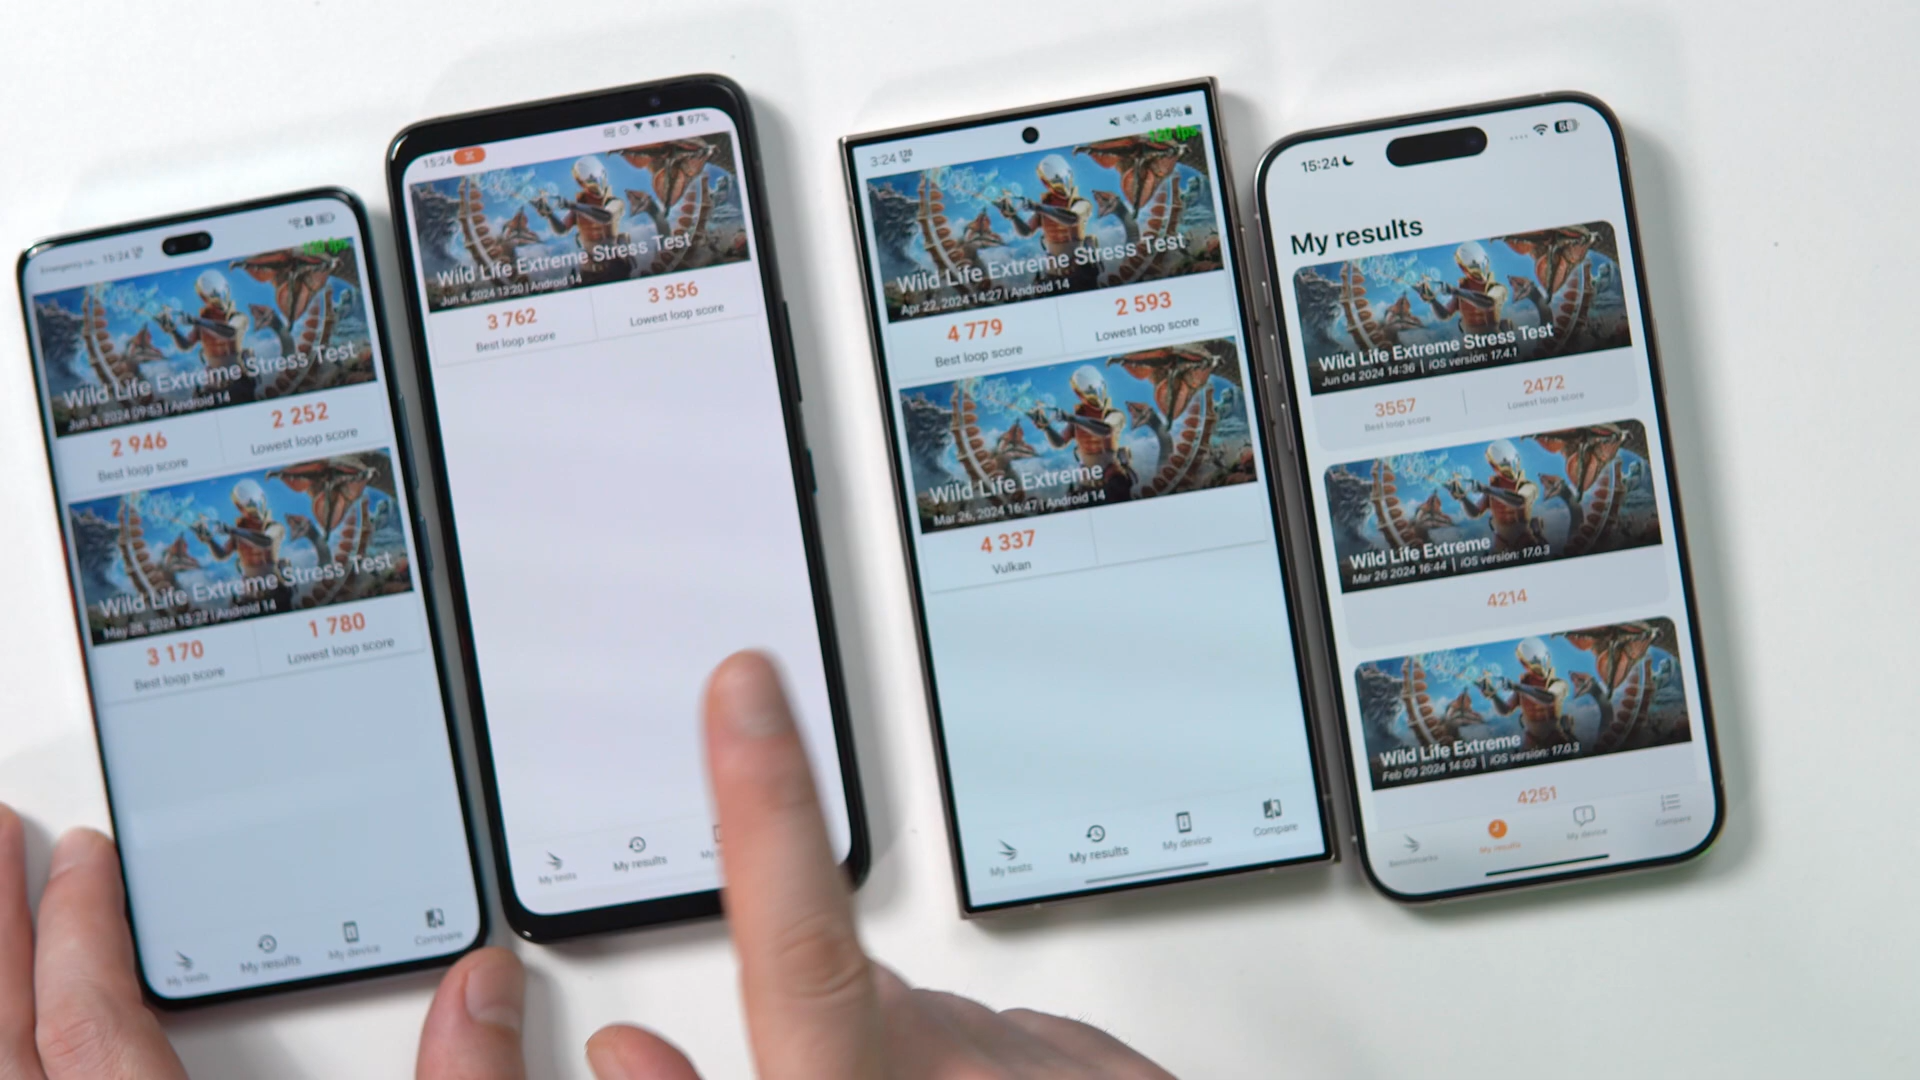 15:24
120 fps
Wild Life Extreme Stress Test
Jun 3, 2024 09:53 | Android 14
2 946
2 252
Best loop score
Lowest loop score
Wild Life Extreme Stress Test
May 26, 2024 13:22 | Android 14
3 170
1 780
Best loop score
Lowest loop score
My tests
My results
My device
Compare
15:24
97%
Wild Life Extreme Stress Test
Jun 4, 2024 13:20 | Android 14
3 762
3 356
Best loop score
Lowest loop score
My tests
My results
3:24
84%
120 fps
Wild Life Extreme Stress Test
Apr 22, 2024 14:27 | Android 14
4 779
2 593
Best loop score
Lowest loop score
Wild Life Extreme
Mar 26, 2024 16:47 | Android 14
4 337
Vulkan
My tests
My results
My device
Compare
15:24
My results
Wild Life Extreme Stress Test
Jun 04 2024 14:36 | iOS version: 17.4.1
3557
2472
Best loop score
Lowest loop score
Wild Life Extreme
Mar 26 2024 16:44 | iOS version: 17.0.3
4214
Wild Life Extreme
Feb 09 2024 14:03 | iOS version: 17.0.3
4251
Benchmarks
My results
My device
Compare